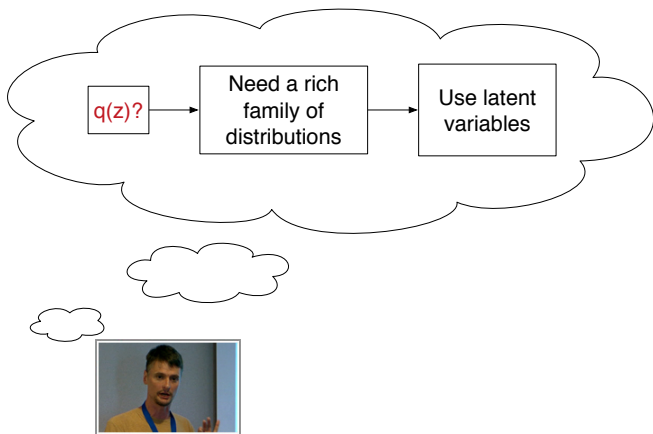 q(z)?
Need a rich
family of
distributions
Use latent
variables